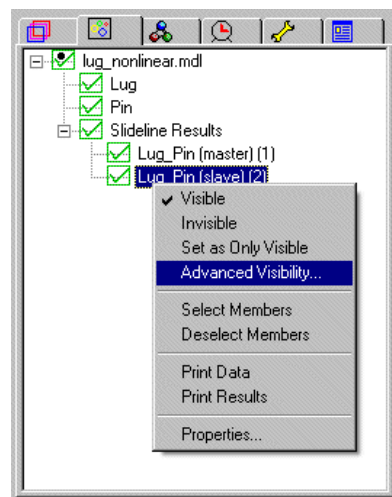 lug_nonlinear.mdl
Lug
Pin
Slideline Results
Lug_Pin (master) (1)
Lug_Pin (slave) (2)
Visible
Invisible
Set as Only Visible
Advanced Visibility...
Select Members
Deselect Members
Print Data
Print Results
Properties...